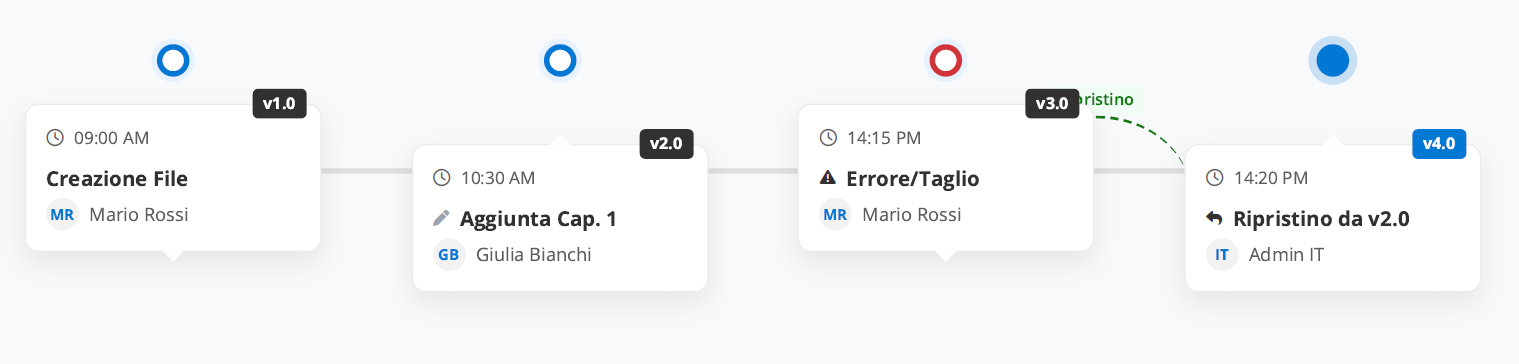 v1.0
09:00 AM
Creazione File
MR Mario Rossi
v2.0
10:30 AM
Aggiunta Cap. 1
GB Giulia Bianchi
v3.0
14:15 PM
Errore/Taglio
MR Mario Rossi
pristino
v4.0
14:20 PM
Ripristino da v2.0
IT Admin IT